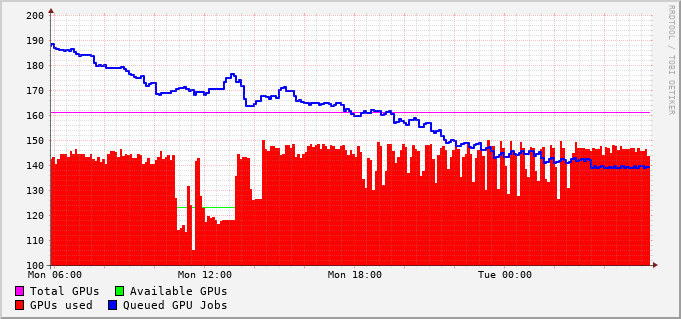 200
190
180
170
160
150
140
130
120
110
100
Mon 06:00 Mon 12:00 Mon 18:00 Tue 00:00
Total GPUs Available GPUs
GPUs used Queued GPU Jobs
RRDTOOL / TOBI OETIKER